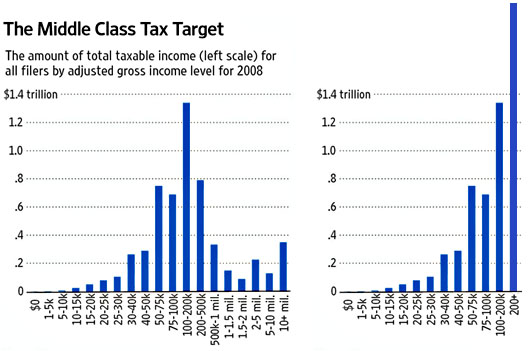 The Middle Class Tax Target
The amount of total taxable income (left scale) for
all filers by adjusted gross income level for 2008
$1.4 trillion
1.2
1.0
.8
.6
.4
.2
0
$0
1-5k
5-10k
10-15k
15-20k
20-25k
25-30k
30-40k
40-50k
50-75k
75-100k
100-200k
200-500k
500k-1 mil.
1-1.5 mil.
1.5-2 mil.
2-5 mil.
5-10 mil.
10+ mil.
$1.4 trillion
1.2
1.0
.8
.6
.4
.2
0
$0
1-5k
5-10k
10-15k
15-20k
20-25k
25-30k
30-40k
40-50k
50-75k
75-100k
100-200k
200+